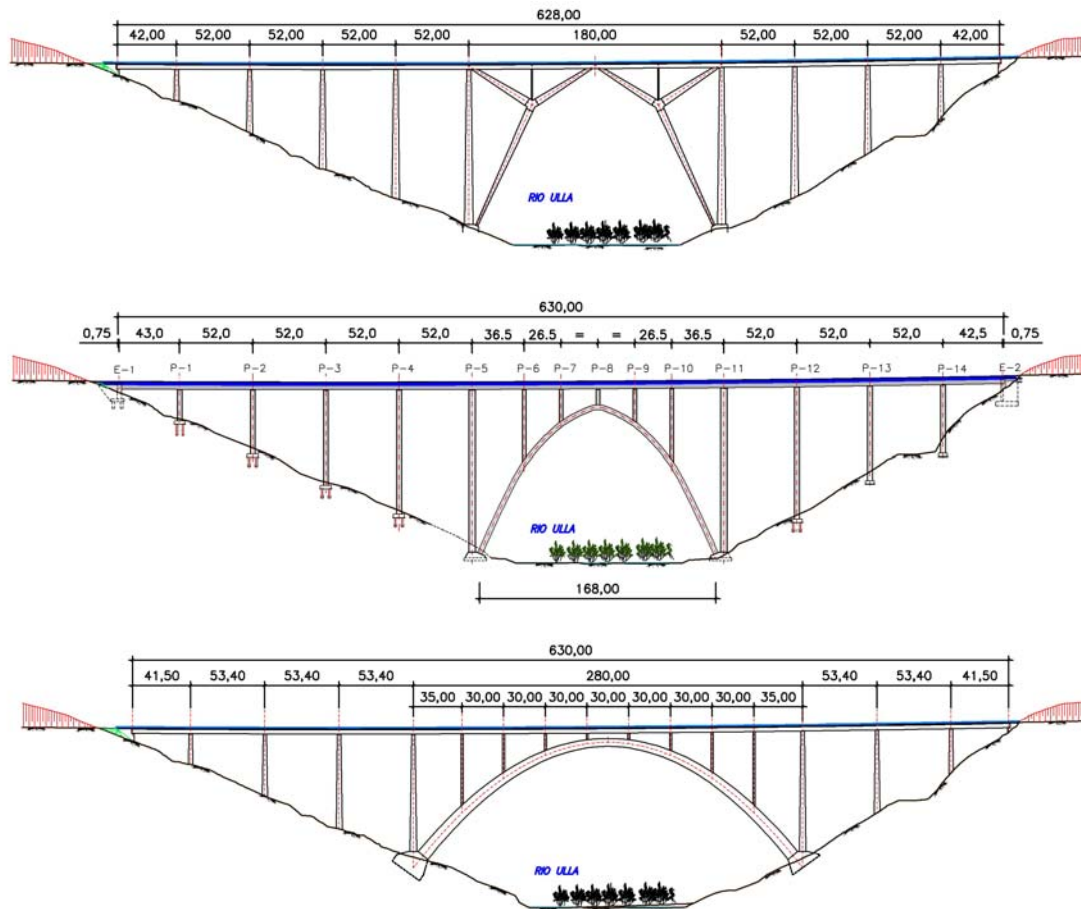 628,00
42,00 52,00 52,00 52,00 52,00 180,00 52,00 52,00 52,00 42,00
RIO ULLA
630,00
0,75 43,0 52,0 52,0 52,0 52,0 36.5 26.5 = = 26.5 36.5 52,0 52,0 52,0 42,5 0,75
E-1 P-1 P-2 P-3 P-4 P-5 P-6 P-7 P-8 P-9 P-10 P-11 P-12 P-13 P-14 E-2
RIO ULLA
168,00
630,00
41,50 53,40 53,40 53,40 280,00 53,40 53,40 41,50
35,00 30,00 30,00 30,00 30,00 30,00 30,00 30,00 35,00
RIO ULLA